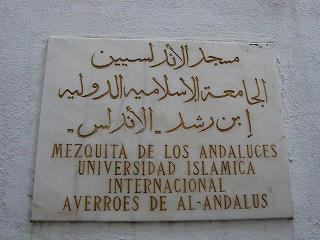 مسجد الأندلسيين
الجامعة الإسلامية الدولية
إبن رشد - الأندلس -
MEZQUITA DE LOS ANDALUCES
UNIVERSIDAD ISLAMICA
INTERNACIONAL
AVERROES DE AL-ANDALUS